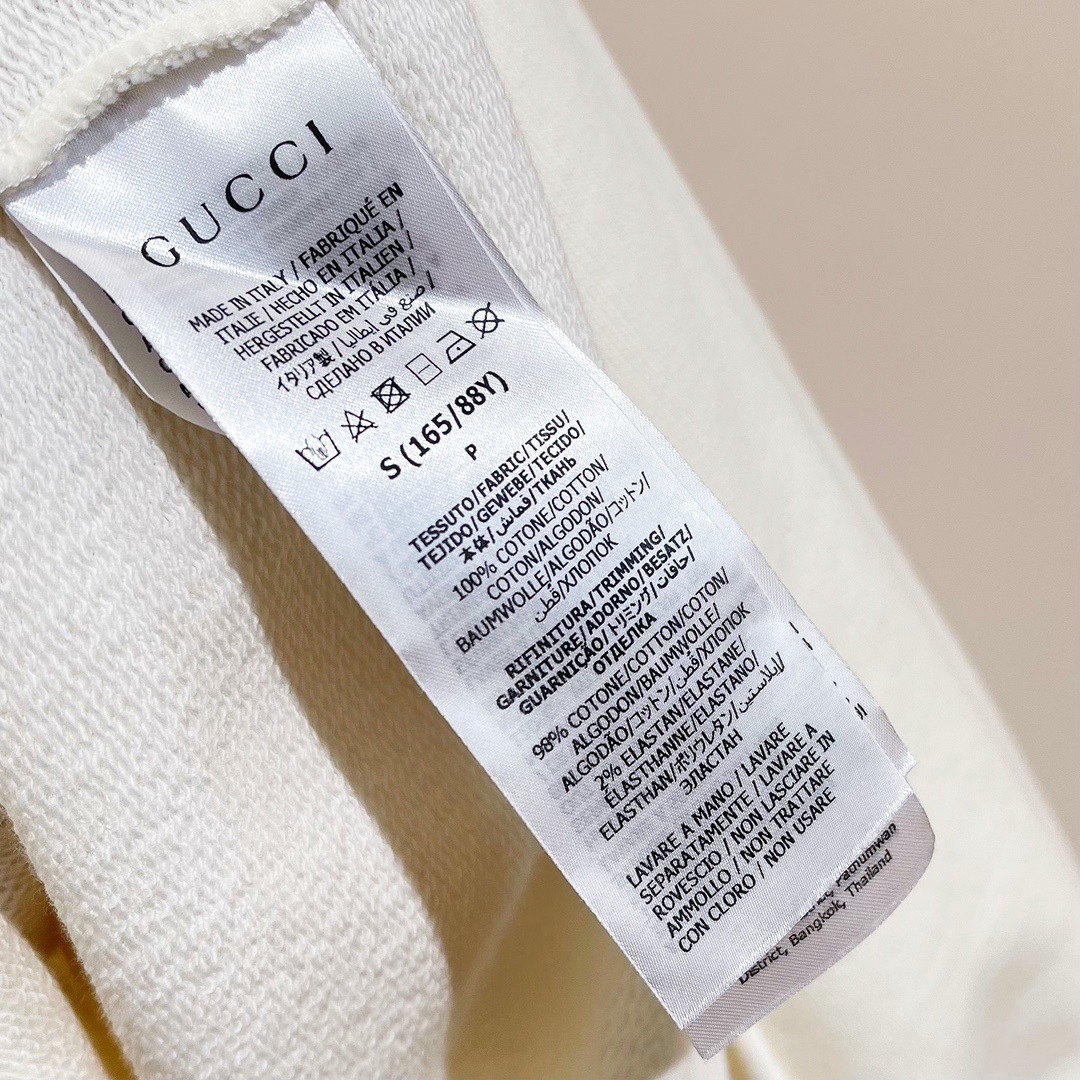 GUCCI
MADE IN ITALY / FABRIQUÉ EN
ITALIE / HECHO EN ITALIA /
HERGESTELLT IN ITALIEN /
FABRICADO EM ITÁLIA /
イタリア製 / صنع في إيطاليا /
СДЕЛАНО В ИТАЛИИ
S (165/88Y)
P
TESSUTO/FABRIC/TISSU/
TEJIDO/GEWEBE/TECIDO/
本体/قماش/ТКАНЬ
100% COTONE/COTTON/
COTON/ALGODON/
BAUMWOLLE/ALGODÃO/コットン/
قطن/ХЛОПОК
RIFINITURA/TRIMMING/
GARNITURE/ADORNO/BESATZ/
GUARNIÇÃO/トリミング/حافات/
ОТДЕЛКА
98% COTONE/COTTON/COTON/
ALGODON/BAUMWOLLE/
ALGODÃO/コットン/قطن/ХЛОПОК
2% ELASTAN/ELASTANE/
ÉLASTHANNE/ELASTANO/
ELASTHAN/ポリウレタン/إيلاستين/
ЭЛАСТАН
LAVARE A MANO / LAVARE
SEPARATAMENTE / LAVARE A
ROVESCIO / NON LASCIARE IN
AMMOLLO / NON TRATTARE
CON CLORO / NON USARE
Pathumwan
District, Bangkok, Thailand